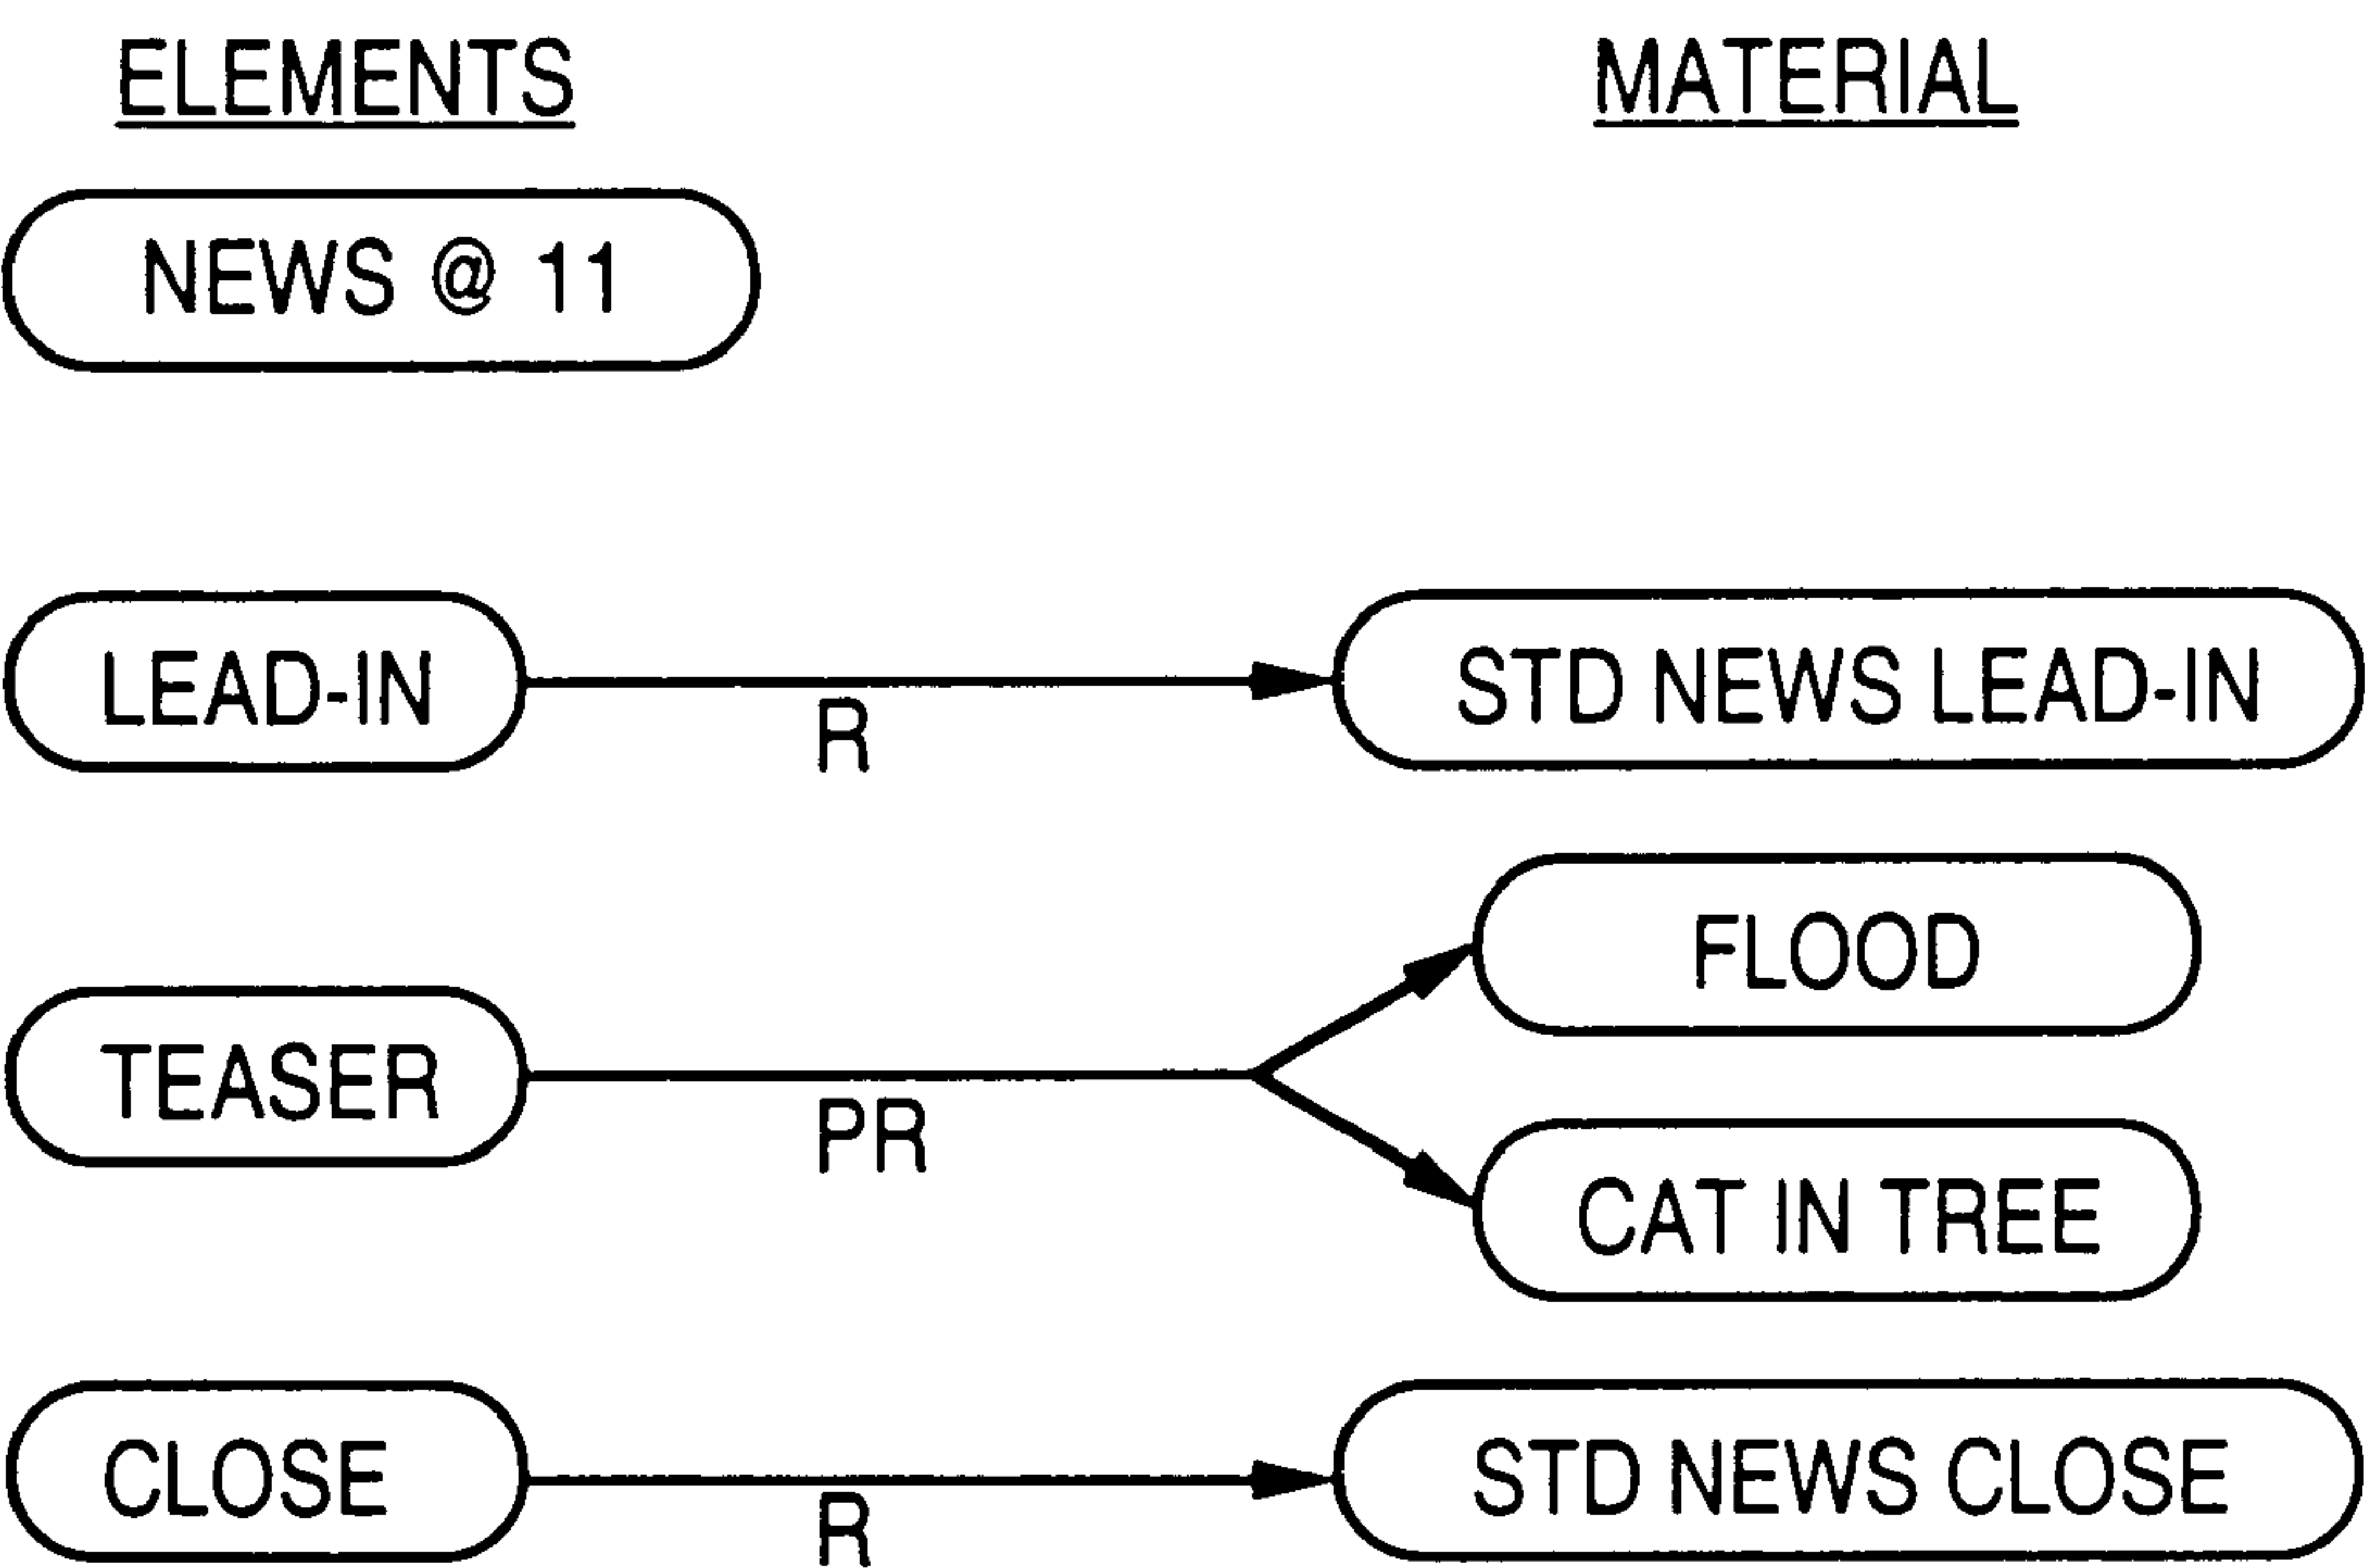 ELEMENTS
MATERIAL
NEWS @ 11
LEAD-IN
R
STD NEWS LEAD-IN
FLOOD
TEASER
PR
CAT IN TREE
CLOSE
R
STD NEWS CLOSE